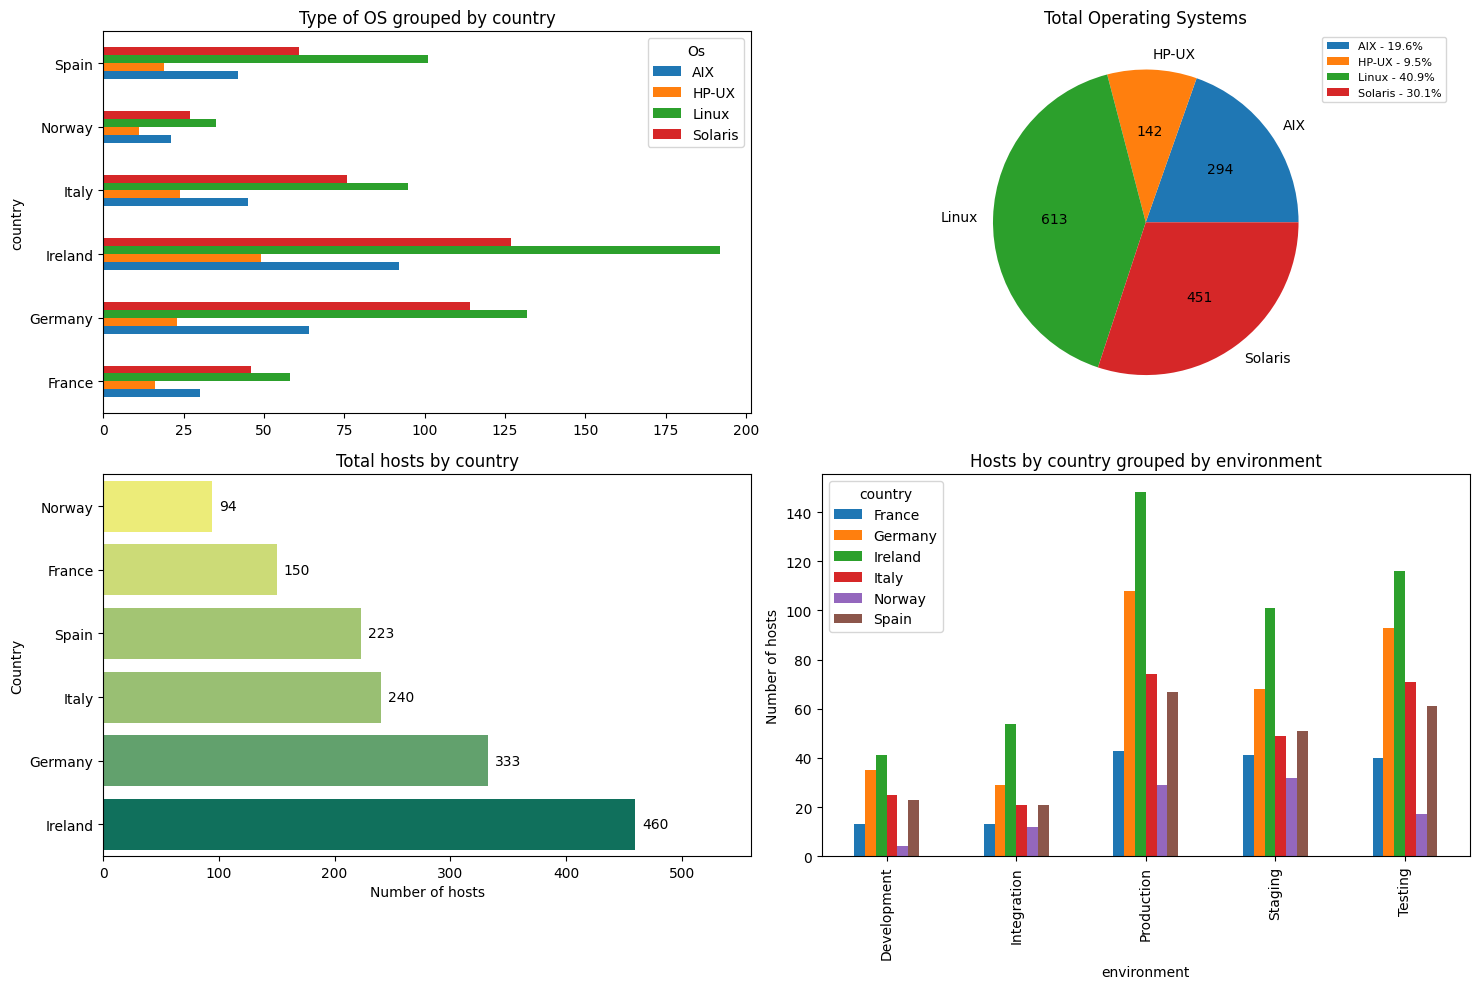 Type of OS grouped by country
country
Spain
Norway
Italy
Ireland
Germany
France
0 25 50 75 100 125 150 175 200
Os
AIX
HP-UX
Linux
Solaris
Total Operating Systems
HP-UX
AIX
Linux
Solaris
142
294
613
451
AIX - 19.6%
HP-UX - 9.5%
Linux - 40.9%
Solaris - 30.1%
Total hosts by country
Country
Norway
France
Spain
Italy
Germany
Ireland
94
150
223
240
333
460
0 100 200 300 400 500
Number of hosts
Hosts by country grouped by environment
Number of hosts
140
120
100
80
60
40
20
0
country
France
Germany
Ireland
Italy
Norway
Spain
Development
Integration
Production
Staging
Testing
environment